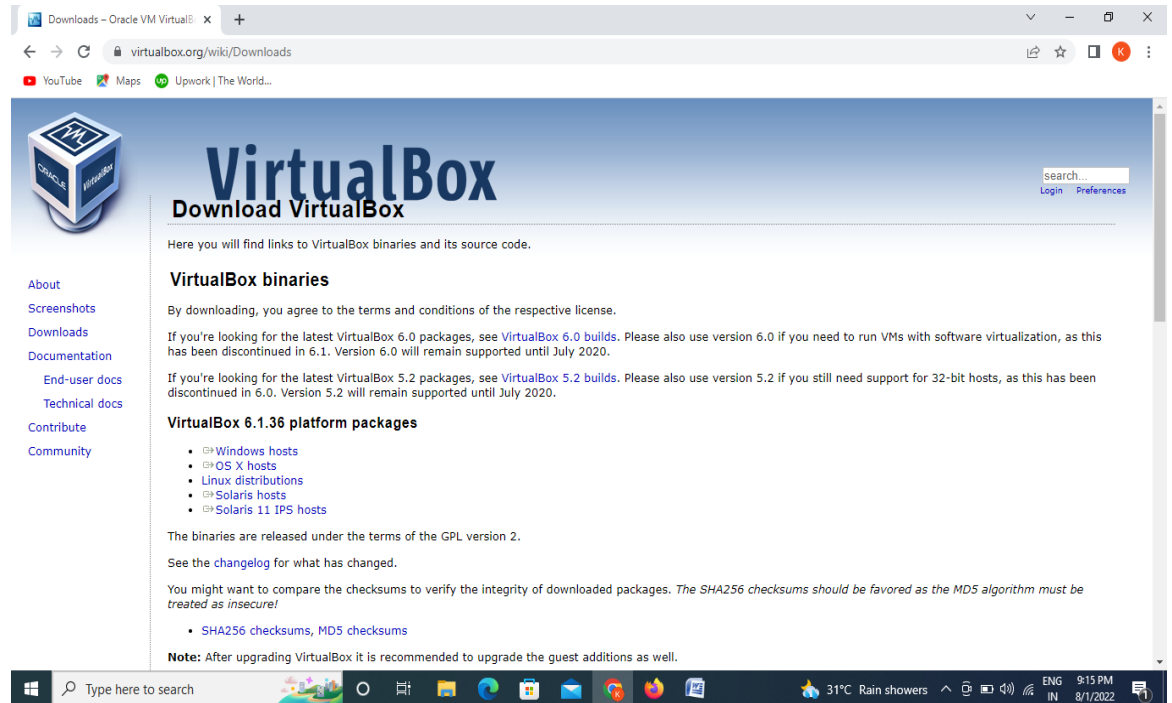 Downloads – Oracle VM VirtualB
virtualbox.org/wiki/Downloads
K
YouTube Maps up Upwork | The World...
ORACLE VirtualBox
VirtualBox
search...
Login Preferences
Download VirtualBox
Here you will find links to VirtualBox binaries and its source code.
About
Screenshots
Downloads
Documentation
End-user docs
Technical docs
Contribute
Community
VirtualBox binaries
By downloading, you agree to the terms and conditions of the respective license.
If you're looking for the latest VirtualBox 6.0 packages, see VirtualBox 6.0 builds. Please also use version 6.0 if you need to run VMs with software virtualization, as this
has been discontinued in 6.1. Version 6.0 will remain supported until July 2020.
If you're looking for the latest VirtualBox 5.2 packages, see VirtualBox 5.2 builds. Please also use version 5.2 if you still need support for 32-bit hosts, as this has been
discontinued in 6.0. Version 5.2 will remain supported until July 2020.
VirtualBox 6.1.36 platform packages
• Windows hosts
• OS X hosts
• Linux distributions
• Solaris hosts
• Solaris 11 IPS hosts
The binaries are released under the terms of the GPL version 2.
See the changelog for what has changed.
You might want to compare the checksums to verify the integrity of downloaded packages. The SHA256 checksums should be favored as the MD5 algorithm must be
treated as insecure!
• SHA256 checksums, MD5 checksums
Note: After upgrading VirtualBox it is recommended to upgrade the guest additions as well.
Type here to search
31°C Rain showers
ENG
IN
9:15 PM
8/1/2022
1